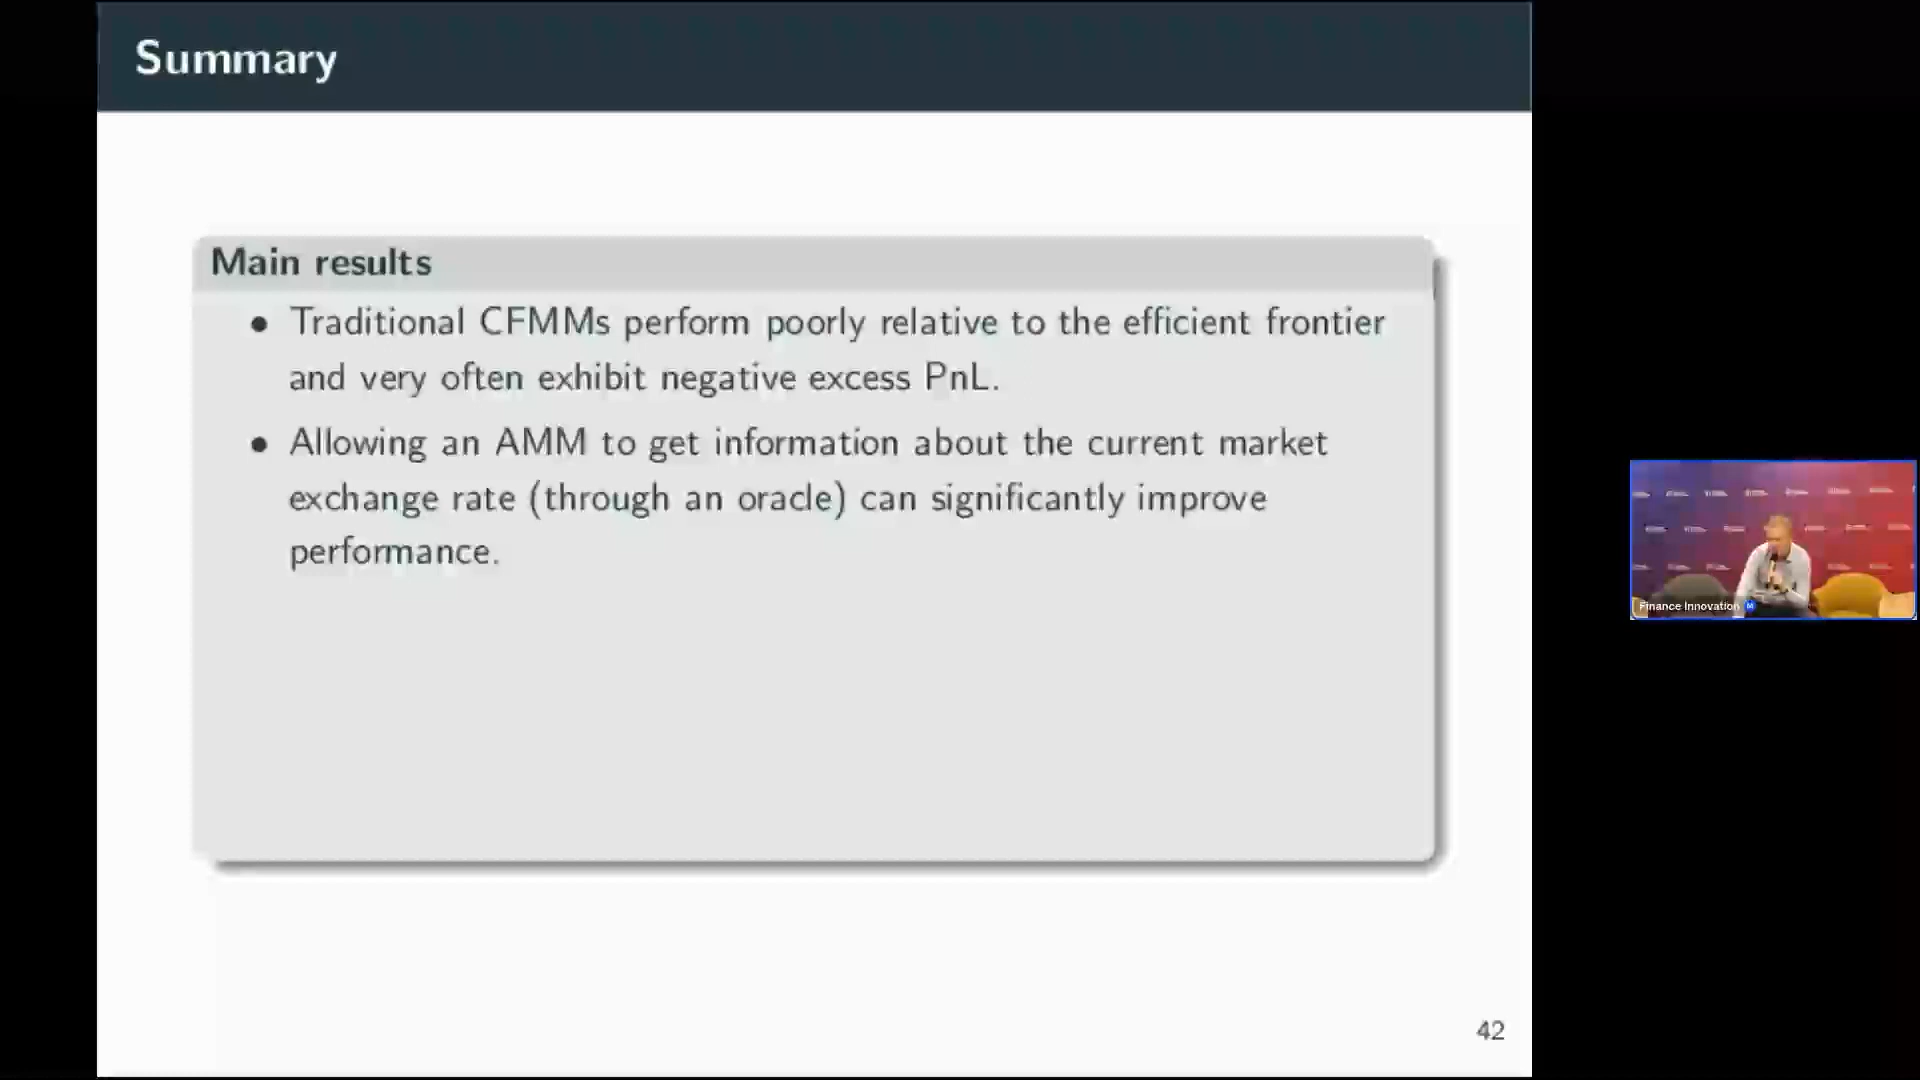 Summary
Main results
• Traditional CFMMs perform poorly relative to the efficient frontier
and very often exhibit negative excess PnL.
• Allowing an AMM to get information about the current market
exchange rate (through an oracle) can significantly improve
performance.
42
Finance Innovation